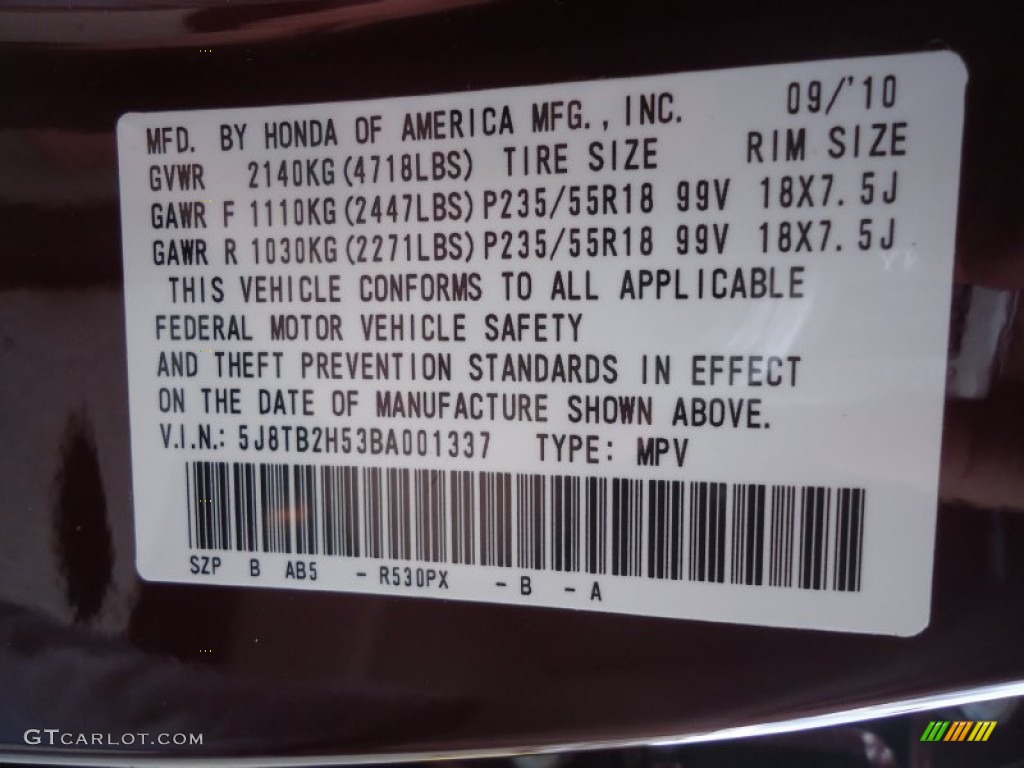 MFD. BY HONDA OF AMERICA MFG., INC. 09/'10
GVWR 2140KG(4718LBS) TIRE SIZE RIM SIZE
GAWR F 1110KG(2447LBS) P235/55R18 99V 18X7.5J
GAWR R 1030KG(2271LBS) P235/55R18 99V 18X7.5J
THIS VEHICLE CONFORMS TO ALL APPLICABLE
FEDERAL MOTOR VEHICLE SAFETY
AND THEFT PREVENTION STANDARDS IN EFFECT
ON THE DATE OF MANUFACTURE SHOWN ABOVE.
V.I.N.: 5J8TB2H53BA001337 TYPE: MPV
SZP B AB5 - R530PX - B - A
GTCARLOT.COM